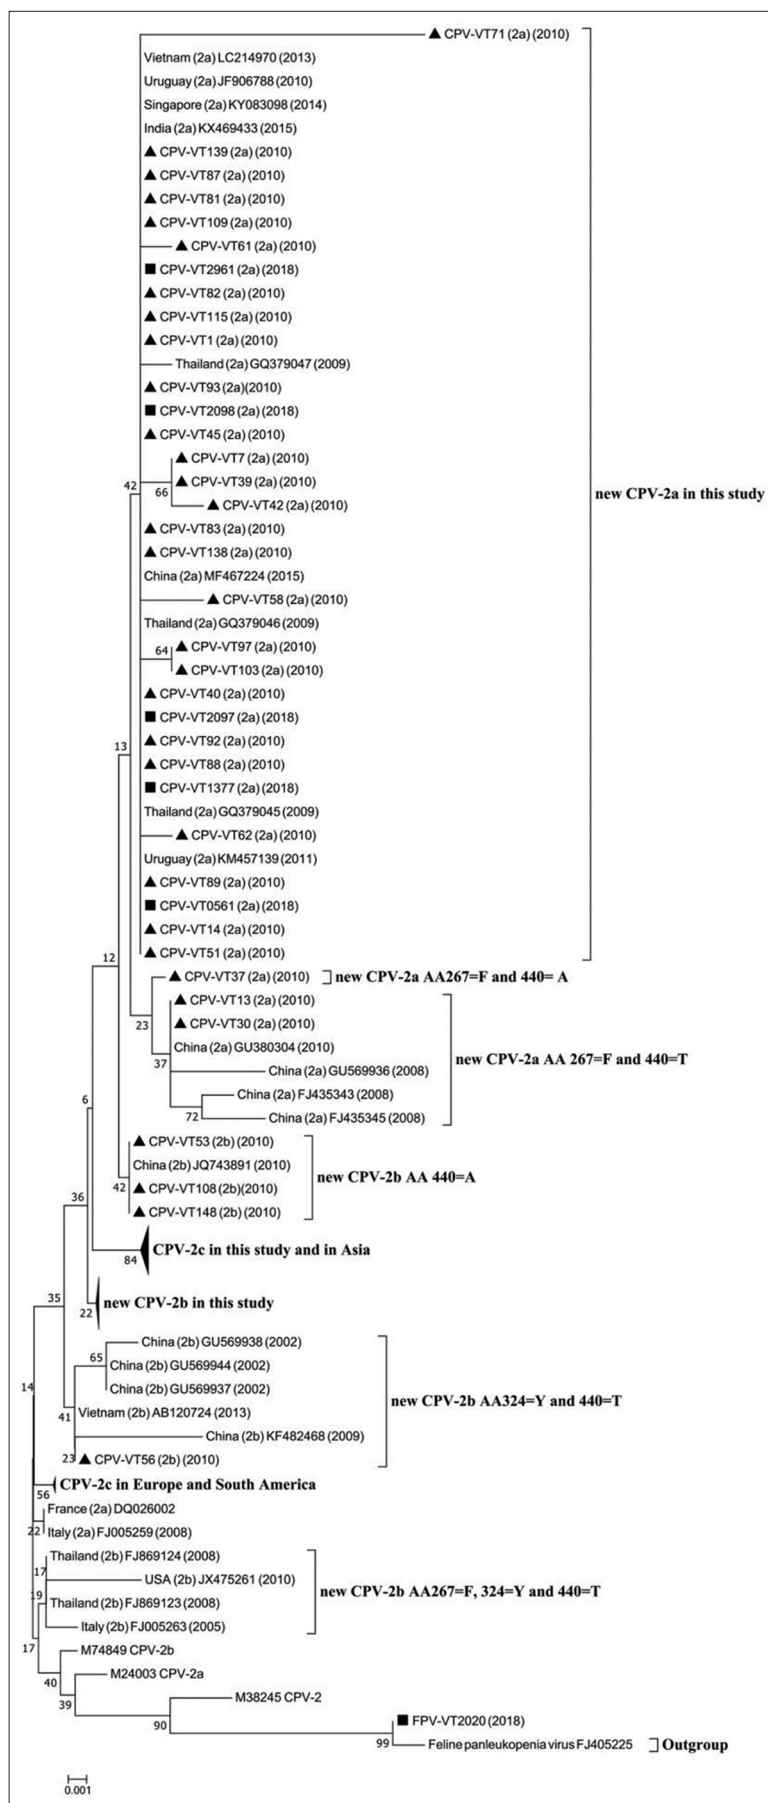 ▲ CPV-VT71 (2a) (2010)
Vietnam (2a) LC214970 (2013)
Uruguay (2a) JF906788 (2010)
Singapore (2a) KY083098 (2014)
India (2a) KX469433 (2015)
▲ CPV-VT139 (2a) (2010)
▲ CPV-VT87 (2a) (2010)
▲ CPV-VT81 (2a) (2010)
▲ CPV-VT109 (2a) (2010)
▲ CPV-VT61 (2a) (2010)
■ CPV-VT2961 (2a) (2018)
▲ CPV-VT82 (2a) (2010)
▲ CPV-VT115 (2a) (2010)
▲ CPV-VT1 (2a) (2010)
Thailand (2a) GQ379047 (2009)
▲ CPV-VT93 (2a)(2010)
■ CPV-VT2098 (2a) (2018)
▲ CPV-VT45 (2a) (2010)
▲ CPV-VT7 (2a) (2010)
42
66
▲ CPV-VT39 (2a) (2010)
new CPV-2a in this study
▲ CPV-VT42 (2a) (2010)
▲ CPV-VT83 (2a) (2010)
▲ CPV-VT138 (2a) (2010)
China (2a) MF467224 (2015)
▲ CPV-VT58 (2a) (2010)
Thailand (2a) GQ379046 (2009)
64
▲ CPV-VT97 (2a) (2010)
▲ CPV-VT103 (2a) (2010)
▲ CPV-VT40 (2a) (2010)
■ CPV-VT2097 (2a) (2018)
▲ CPV-VT92 (2a) (2010)
13
▲ CPV-VT88 (2a) (2010)
■ CPV-VT1377 (2a) (2018)
Thailand (2a) GQ379045 (2009)
▲ CPV-VT62 (2a) (2010)
Uruguay (2a) KM457139 (2011)
▲ CPV-VT89 (2a) (2010)
■ CPV-VT0561 (2a) (2018)
▲ CPV-VT14 (2a) (2010)
▲ CPV-VT51 (2a) (2010)
12
▲ CPV-VT37 (2a) (2010)
new CPV-2a AA267=F and 440= A
▲ CPV-VT13 (2a) (2010)
23
▲ CPV-VT30 (2a) (2010)
China (2a) GU380304 (2010)
37
new CPV-2a AA 267=F and 440=T
China (2a) GU569936 (2008)
China (2a) FJ435343 (2008)
72
China (2a) FJ435345 (2008)
6
▲ CPV-VT53 (2b) (2010)
China (2b) JQ743891 (2010)
new CPV-2b AA 440=A
42
▲ CPV-VT108 (2b)(2010)
36
▲ CPV-VT148 (2b) (2010)
84
CPV-2c in this study and in Asia
35
22
new CPV-2b in this study
China (2b) GU569938 (2002)
65
China (2b) GU569944 (2002)
14
China (2b) GU569937 (2002)
new CPV-2b AA324=Y and 440=T
41
Vietnam (2b) AB120724 (2013)
China (2b) KF482468 (2009)
23
▲ CPV-VT56 (2b) (2010)
56
CPV-2c in Europe and South America
France (2a) DQ026002
22
Italy (2a) FJ005259 (2008)
Thailand (2b) FJ869124 (2008)
17
USA (2b) JX475261 (2010)
new CPV-2b AA267=F, 324=Y and 440=T
19
Thailand (2b) FJ869123 (2008)
Italy (2b) FJ005263 (2005)
17
M74849 CPV-2b
40
M24003 CPV-2a
39
M38245 CPV-2
90
■ FPV-VT2020 (2018)
99
Feline panleukopenia virus FJ405225
Outgroup
0.001